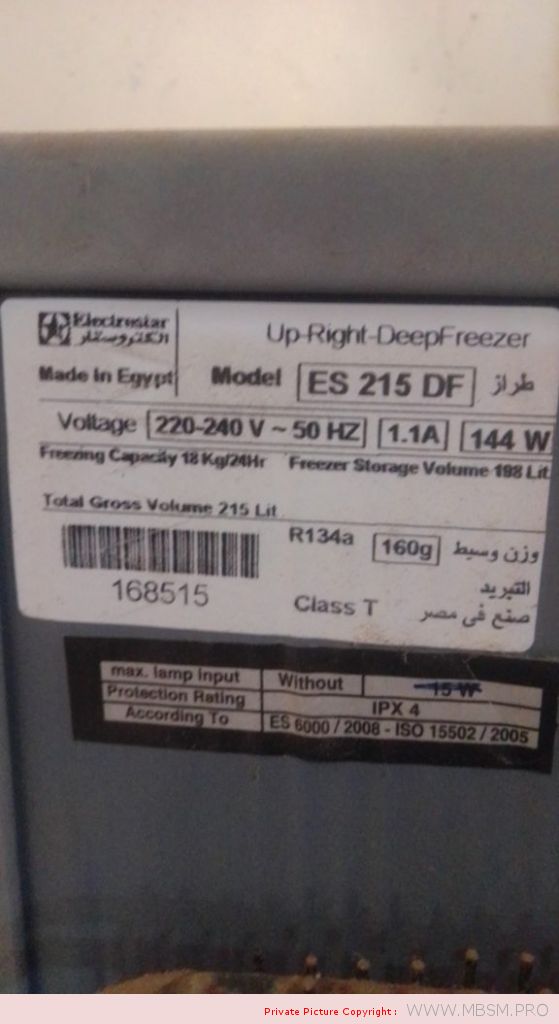 Electrostar
الكتروستار
Up-Right-DeepFreezer
Made in Egypt Model ES 215 DF طراز
Voltage 220-240 V ~ 50 HZ 1.1A 144 W
Freezing Capacity 18 Kg/24Hr Freezer Storage Volume 198 Lit
Total Gross Volume 215 Lit
R134a 160g وزن وسيط
التبريد
168515
Class T صنع فى مصر
max. lamp input Without 15 W
Protection Rating IPX 4
According To ES 6000 / 2008 - ISO 15502 / 2005
Private Picture Copyright : WWW.MBSM.PRO